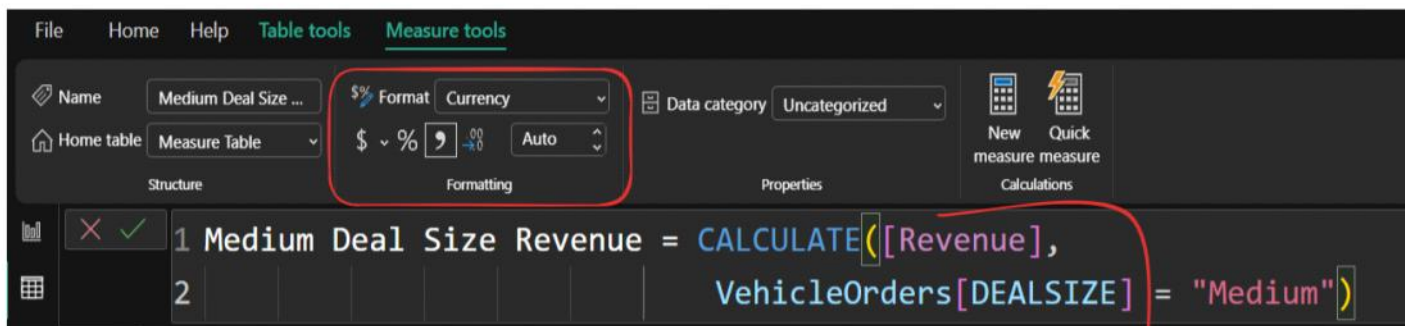 File Home Help Table tools Measure tools
Name Medium Deal Size ...
$% Format Currency
Data category Uncategorized
Home table Measure Table
$ % , .00 →0 Auto
New measure
Quick measure
Structure Formatting Properties Calculations
1 Medium Deal Size Revenue = CALCULATE([Revenue],
2 VehicleOrders[DEALSIZE] = "Medium")